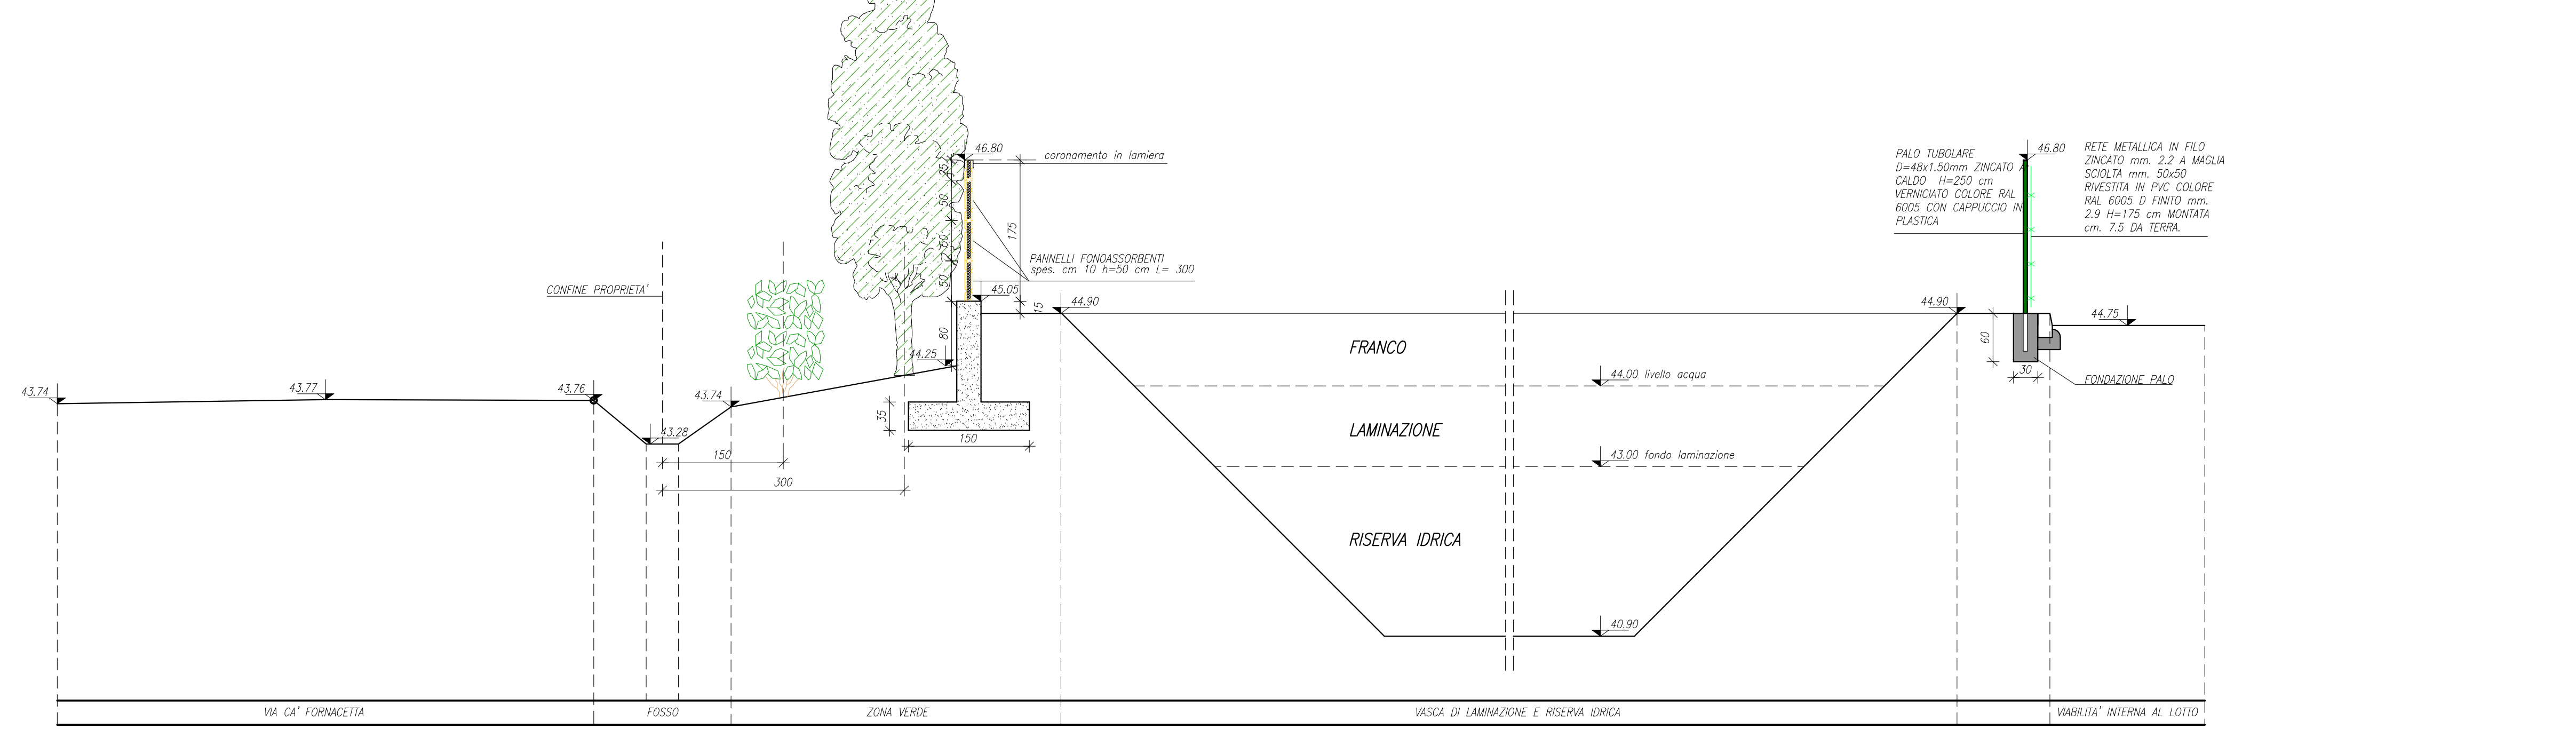 46.80
coronamento in lamiera
25
50
50
50
175
PANNELLI FONOASSORBENTI
spes. cm 10 h=50 cm L= 300
45.05
15
80
44.25
CONFINE PROPRIETA'
43.74
43.77
43.76
43.28
43.74
150
300
35
150
44.90
44.90
FRANCO
44.00 livello acqua
LAMINAZIONE
43.00 fondo laminazione
RISERVA IDRICA
40.90
PALO TUBOLARE
D=48x1.50mm ZINCATO A
CALDO H=250 cm
VERNICIATO COLORE RAL
6005 CON CAPPUCCIO IN
PLASTICA
46.80
RETE METALLICA IN FILO
ZINCATO mm. 2.2 A MAGLIA
SCIOLTA mm. 50x50
RIVESTITA IN PVC COLORE
RAL 6005 D FINITO mm.
2.9 H=175 cm MONTATA
cm. 7.5 DA TERRA.
44.75
60
30
FONDAZIONE PALO
VIA CA' FORNACETTA
FOSSO
ZONA VERDE
VASCA DI LAMINAZIONE E RISERVA IDRICA
VIABILITA' INTERNA AL LOTTO